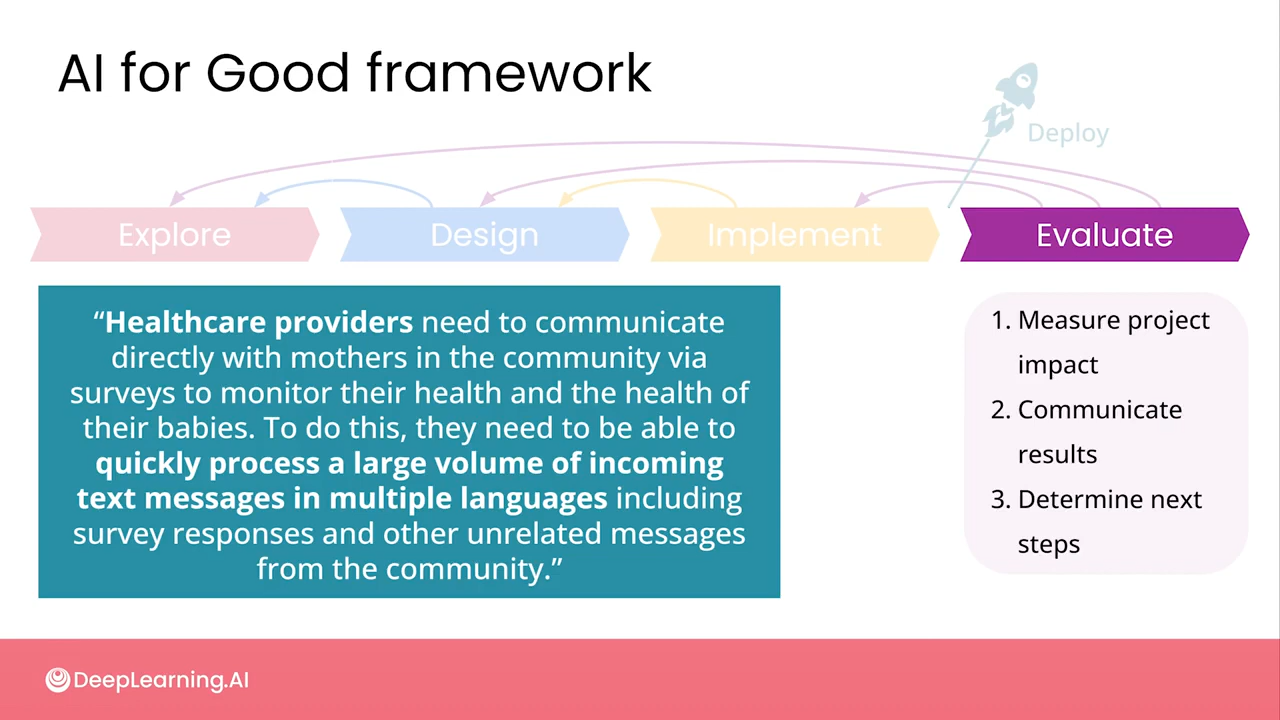 AI for Good framework
Deploy
Explore
Design
Implement
Evaluate
“Healthcare providers need to communicate
directly with mothers in the community via
surveys to monitor their health and the health of
their babies. To do this, they need to be able to
quickly process a large volume of incoming
text messages in multiple languages including
survey responses and other unrelated messages
from the community.”
1. Measure project
impact
2. Communicate
results
3. Determine next
steps
DeepLearning.AI